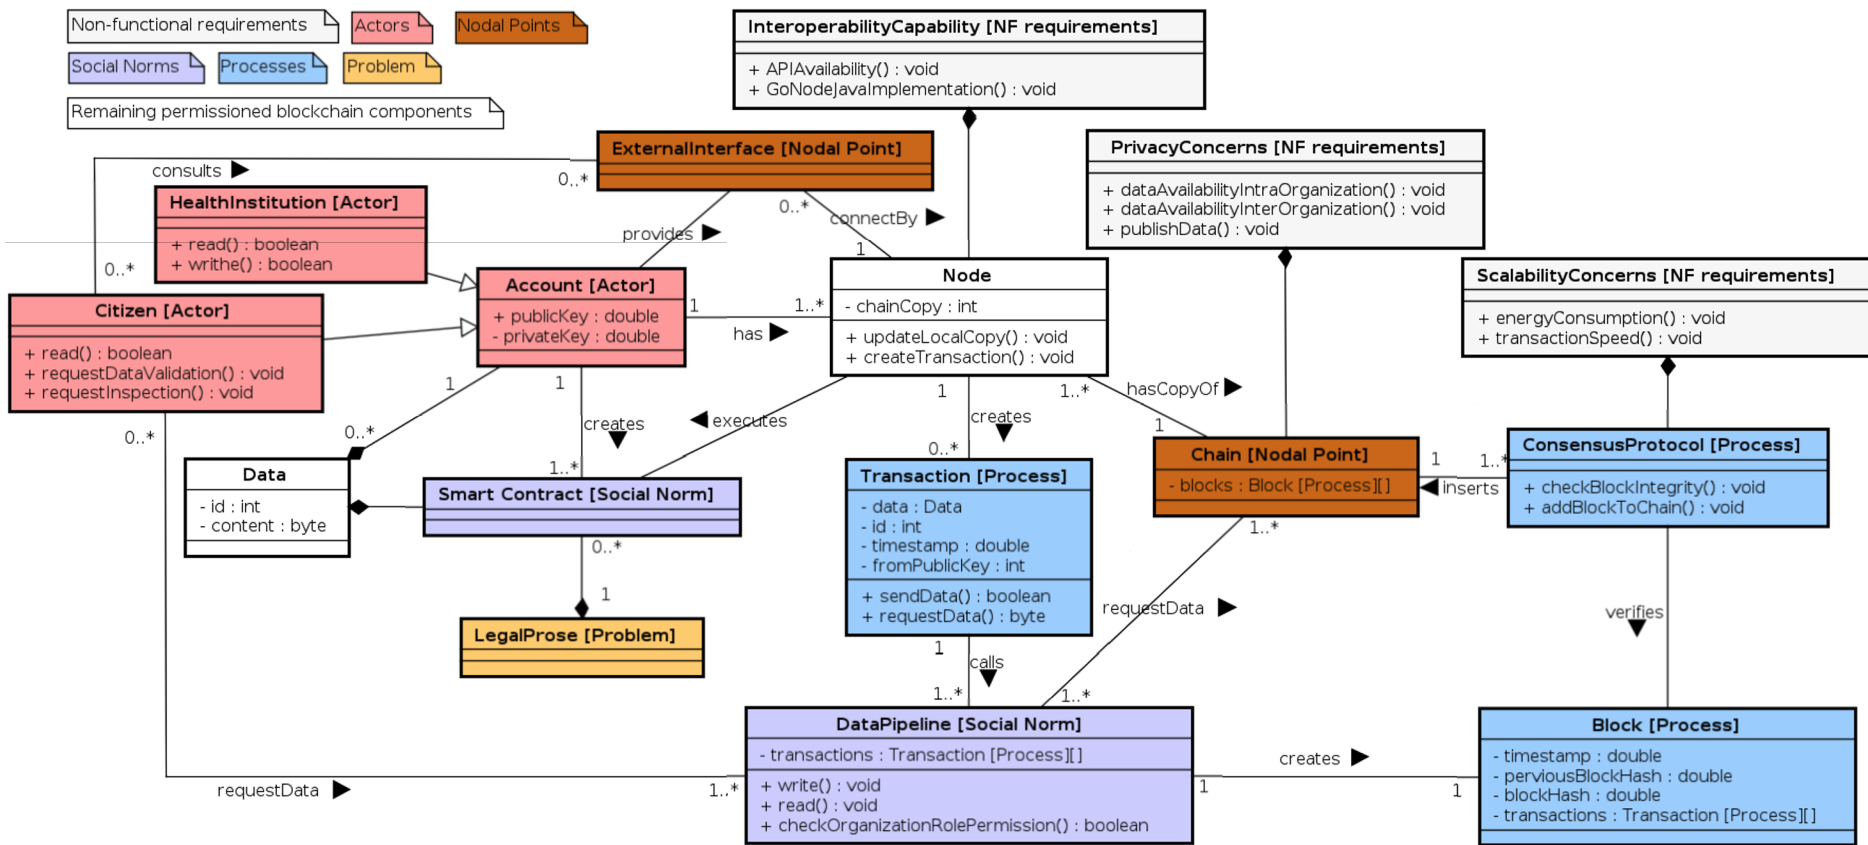 Non-functional requirements
Actors
Nodal Points
Social Norms
Processes
Problem
Remaining permissioned blockchain components
InteroperabilityCapability [NF requirements]
+ APIAvailability() : void
+ GoNodeJavaImplementation() : void
ExternalInterface [Nodal Point]
consults
0..*
0..*
PrivacyConcerns [NF requirements]
+ dataAvailabilityIntraOrganization() : void
+ dataAvailabilityInterOrganization() : void
+ publishData() : void
HealthInstitution [Actor]
+ read() : boolean
+ writhe() : boolean
provides
0..*
connectBy
1
ScalabilityConcerns [NF requirements]
+ energyConsumption() : void
+ transactionSpeed() : void
Citizen [Actor]
+ read() : boolean
+ requestDataValidation() : void
+ requestInspection() : void
Account [Actor]
+ publicKey : double
- privateKey : double
1
1..*
has
Node
- chainCopy : int
+ updateLocalCopy() : void
+ createTransaction() : void
1
0..*
1
creates
1..*
executes
1
creates
0..*
1..*
hasCopyOf
1
0..*
Data
- id : int
- content : byte
Smart Contract [Social Norm]
0..*
1
LegalProse [Problem]
Transaction [Process]
- data : Data
- id : int
- timestamp : double
- fromPublicKey : int
+ sendData() : boolean
+ requestData() : byte
Chain [Nodal Point]
- blocks : Block [Process][]
1
1..*
inserts
ConsensusProtocol [Process]
+ checkBlockIntegrity() : void
+ addBlockToChain() : void
1..*
requestData
1..*
verifies
1
calls
1..*
DataPipeline [Social Norm]
- transactions : Transaction [Process][]
+ write() : void
+ read() : void
+ checkOrganizationRolePermission() : boolean
requestData
1..*
creates
1
1
Block [Process]
- timestamp : double
- perviousBlockHash : double
- blockHash : double
- transactions : Transaction [Process][]